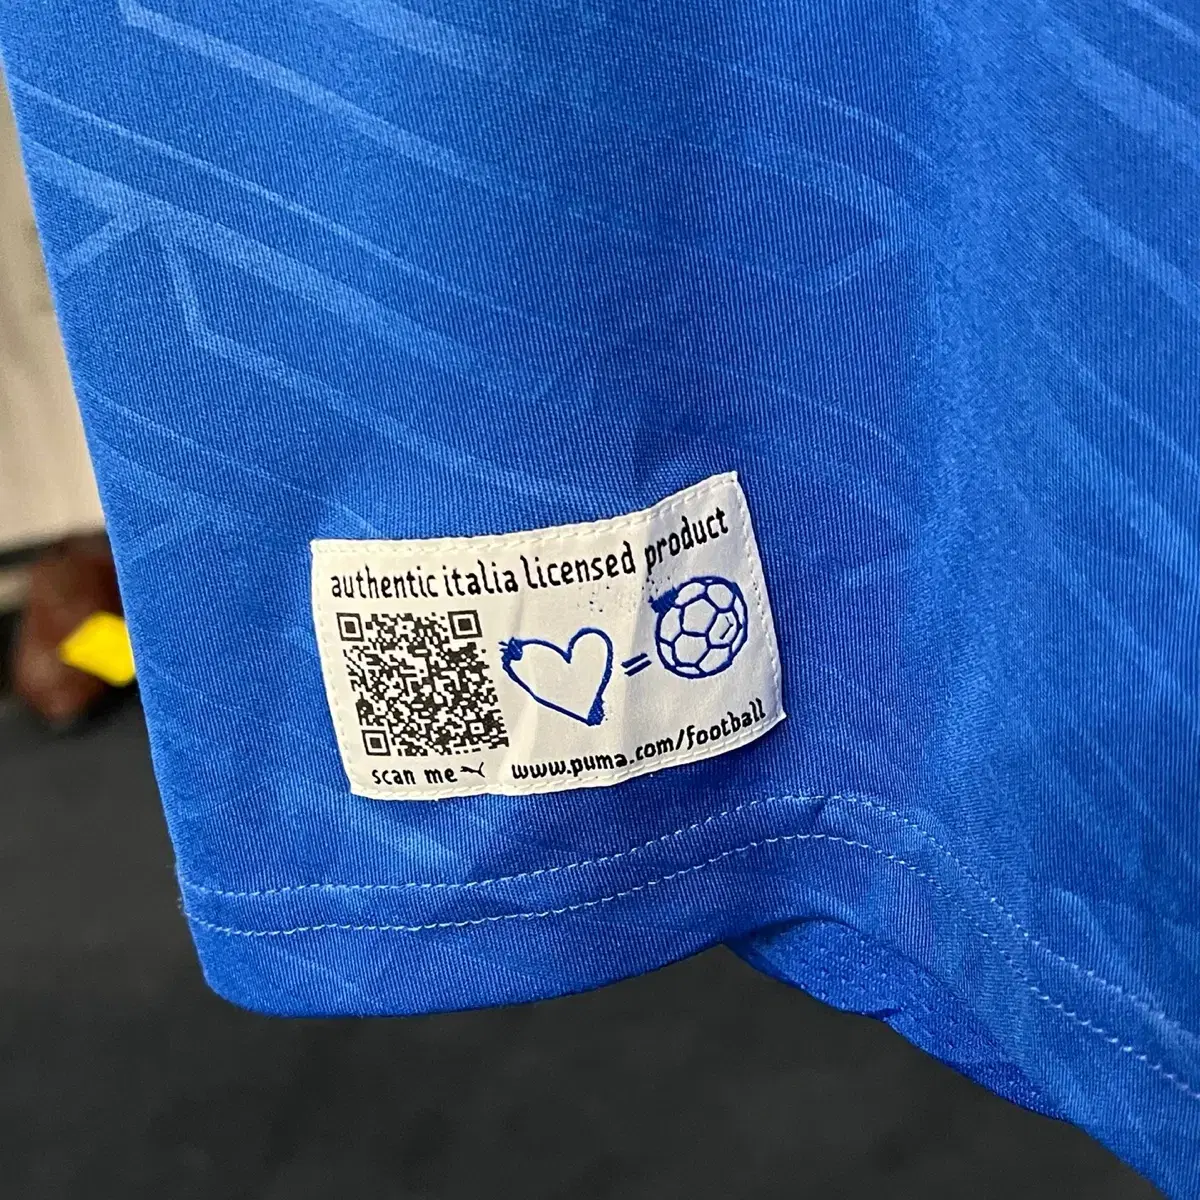 authentic italia licensed product
=
scan me
www.puma.com/football